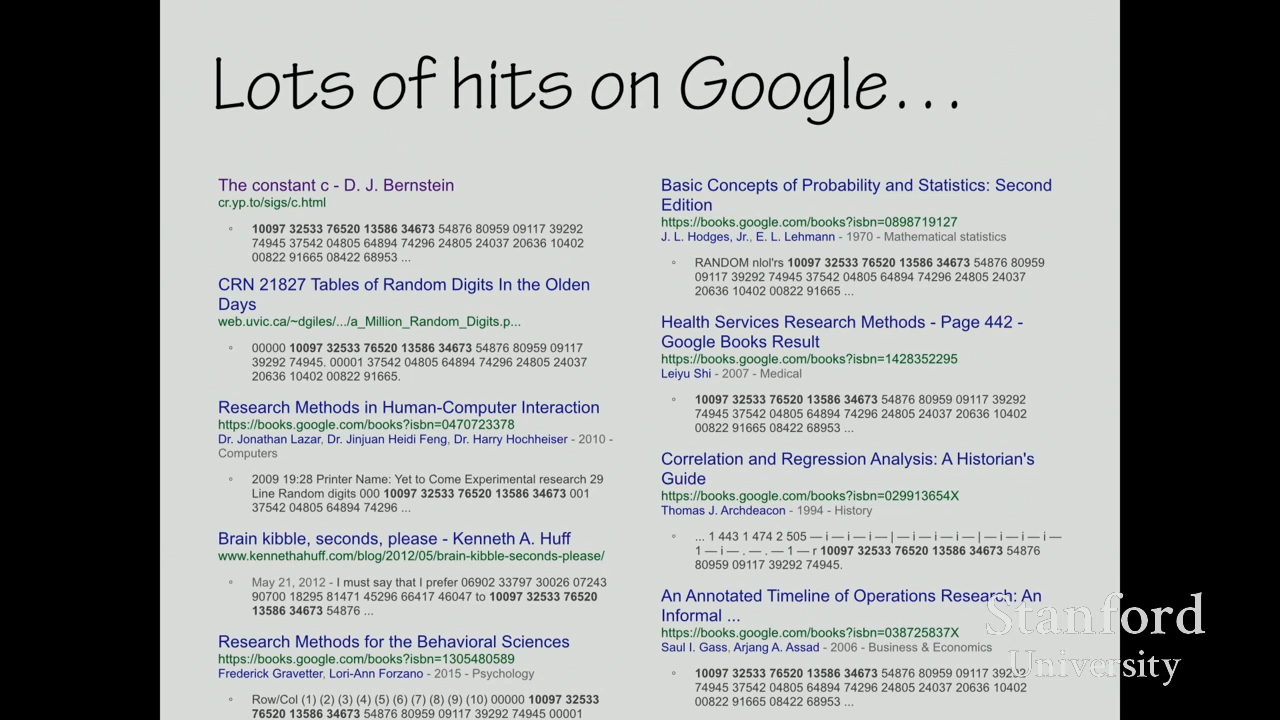 Lots of hits on Google...
The constant c - D. J. Bernstein
cr.yp.to/sigs/c.html
◦ 10097 32533 76520 13586 34673 54876 80959 09117 39292
74945 37542 04805 64894 74296 24805 24037 20636 10402
00822 91665 08422 68953 ...
CRN 21827 Tables of Random Digits In the Olden
Days
web.uvic.ca/~dgiles/.../a_Million_Random_Digits.p...
◦ 00000 10097 32533 76520 13586 34673 54876 80959 09117
39292 74945. 00001 37542 04805 64894 74296 24805 24037
20636 10402 00822 91665.
Research Methods in Human-Computer Interaction
https://books.google.com/books?isbn=0470723378
Dr. Jonathan Lazar, Dr. Jinjuan Heidi Feng, Dr. Harry Hochheiser - 2010 -
Computers
◦ 2009 19:28 Printer Name: Yet to Come Experimental research 29
Line Random digits 000 10097 32533 76520 13586 34673 001
37542 04805 64894 74296 ...
Brain kibble, seconds, please - Kenneth A. Huff
www.kennethahuff.com/blog/2012/05/brain-kibble-seconds-please/
◦ May 21, 2012 - I must say that I prefer 06902 33797 30026 07243
90700 18295 81471 45296 66417 46047 to 10097 32533 76520
13586 34673 54876 ...
Research Methods for the Behavioral Sciences
https://books.google.com/books?isbn=1305480589
Frederick Gravetter, Lori-Ann Forzano - 2015 - Psychology
◦ Row/Col (1) (2) (3) (4) (5) (6) (7) (8) (9) (10) 00000 10097 32533
76520 13586 34673 54876 80959 09117 39292 74945 00001
Basic Concepts of Probability and Statistics: Second
Edition
https://books.google.com/books?isbn=0898719127
J. L. Hodges, Jr., E. L. Lehmann - 1970 - Mathematical statistics
◦ RANDOM nlol'rs 10097 32533 76520 13586 34673 54876 80959
09117 39292 74945 37542 04805 64894 74296 24805 24037
20636 10402 00822 91665 ...
Health Services Research Methods - Page 442 -
Google Books Result
https://books.google.com/books?isbn=1428352295
Leiyu Shi - 2007 - Medical
◦ 10097 32533 76520 13586 34673 54876 80959 09117 39292
74945 37542 04805 64894 74296 24805 24037 20636 10402
00822 91665 08422 68953 ...
Correlation and Regression Analysis: A Historian's
Guide
https://books.google.com/books?isbn=029913654X
Thomas J. Archdeacon - 1994 - History
◦ ... 1 443 1 474 2 505 — i — i — i — | — i — i — i — | — i — i — i —
1 — i — . — . — 1 — r 10097 32533 76520 13586 34673 54876
80959 09117 39292 74945.
An Annotated Timeline of Operations Research: An
Informal ...
https://books.google.com/books?isbn=038725837X
Saul I. Gass, Arjang A. Assad - 2006 - Business & Economics
◦ 10097 32533 76520 13586 34673 54876 80959 09117 39292
74945 37542 04805 64894 74296 24805 24037 20636 10402
00822 91665 08422 68953 ...
Stanford
University